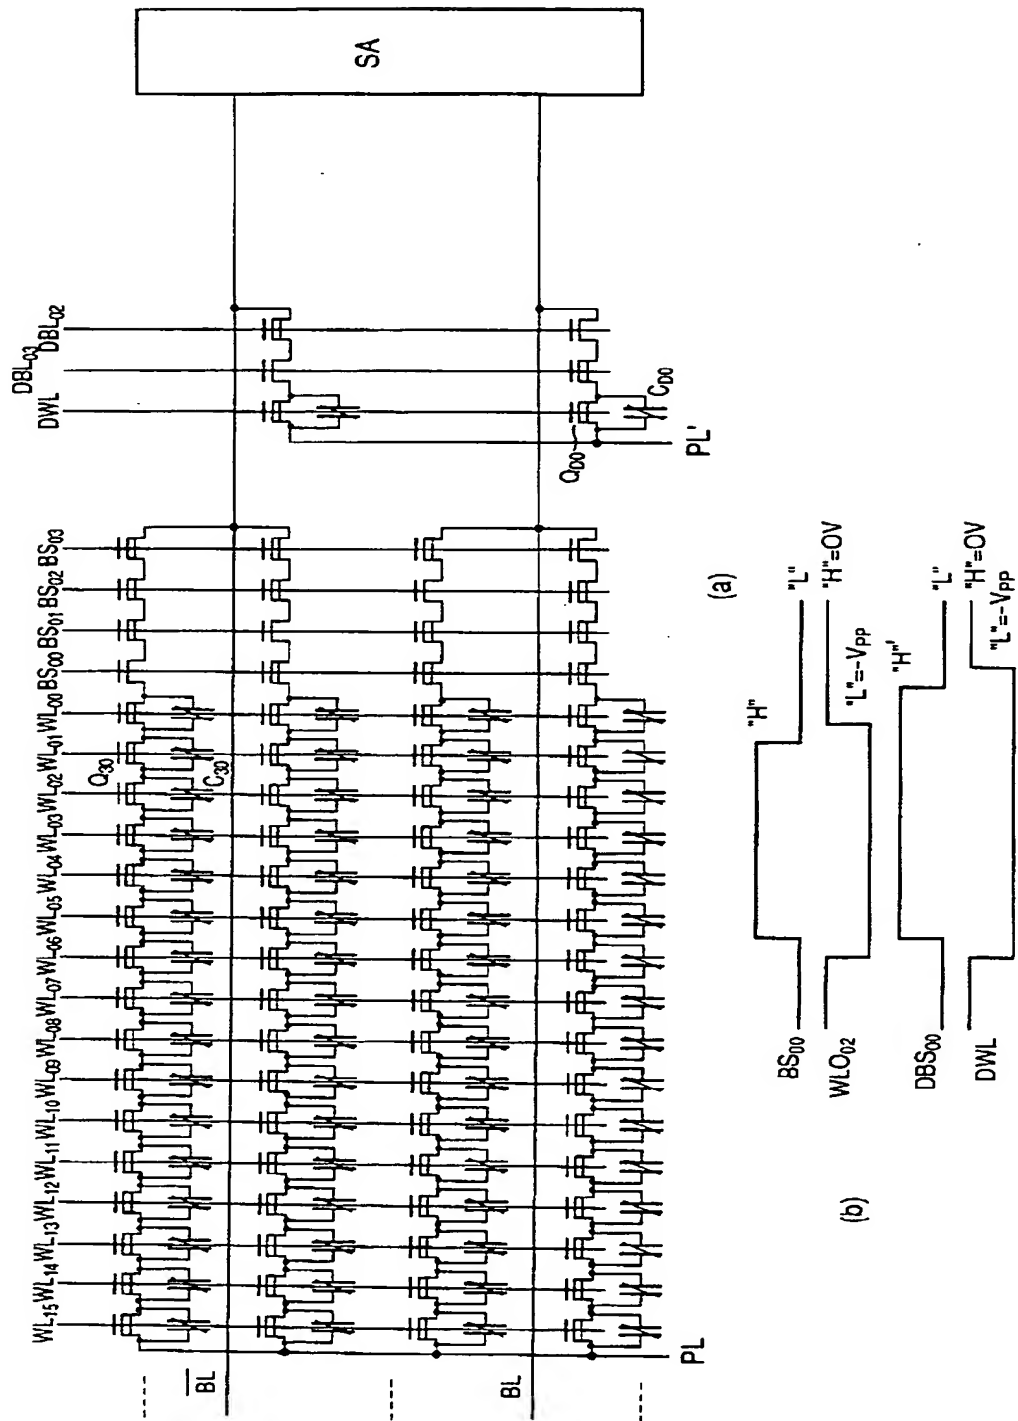 SA
DBL02
DBL03
DWL
CD0
QD0
PL'
BS03
BS02
BS01
BS00
WL00
WL01
WL02
WL03
WL04
WL05
WL06
WL07
WL08
WL09
WL10
WL11
WL12
WL13
WL14
WL15
Q30
C30
BL
BL
PL
(a)
BS00 "H" "L"
WLO02 "L"=-VPP "H"=0V
DBS00 "H"' "L"
DWL "L"=-VPP "H"=0V
(b)